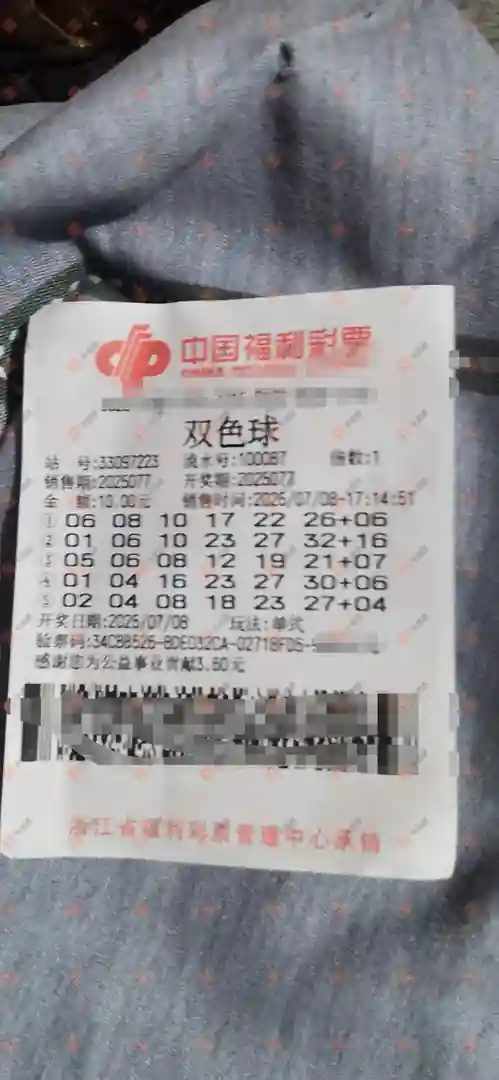 中国福利彩票
双色球
站 号:33097223 流水号:100087 倍数:1
销售期:2025077 开奖期:2025077
金 额:10.00元 销售时间:2025/07/08-17:14:51
① 06 08 10 17 22 26+06
② 01 06 10 23 27 32+16
③ 05 06 08 12 19 21+07
④ 01 04 16 23 27 30+06
⑤ 02 04 08 18 23 27+04
开奖日期:2025/07/08 玩法:单式
验票码:34CBB526-8DE032CA-02718FD5-
感谢您为公益事业贡献3.60元
浙江省福利彩票管理中心承销